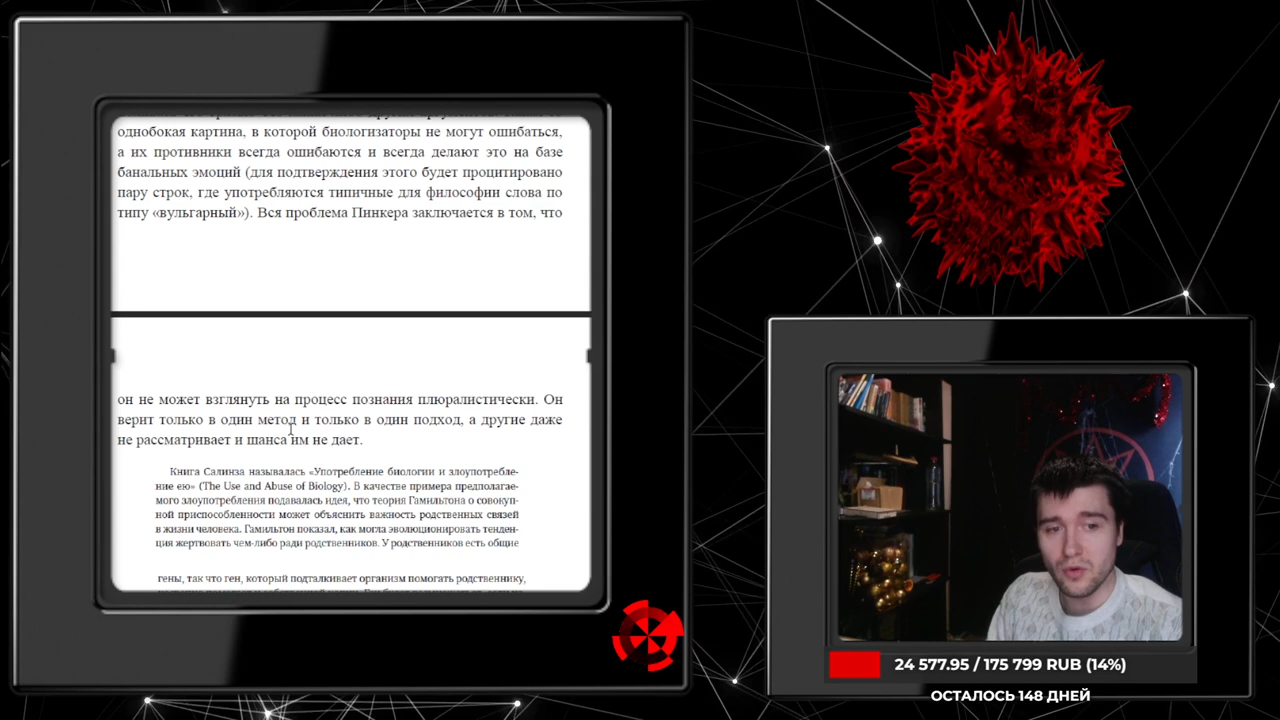 однобокая картина, в которой биологизаторы не могут ошибаться,
а их противники всегда ошибаются и всегда делают это на базе
банальных эмоций (для подтверждения этого будет процитировано
пару строк, где употребляются типичные для философии слова по
типу «вульгарный»). Вся проблема Пинкера заключается в том, что
он не может взглянуть на процесс познания плюралистически. Он
верит только в один метод и только в один подход, а другие даже
не рассматривает и шанса им не дает.
Книга Салинза называлась «Употребление биологии и злоупотребле-
ние ею» (The Use and Abuse of Biology). В качестве примера предполагае-
мого злоупотребления подавалась идея, что теория Гамильтона о совокуп-
ной приспособленности может объяснить важность родственных связей
в жизни человека. Гамильтон показал, как могла эволюционировать тенден-
ция жертвовать чем-либо ради родственников. У родственников есть общие
гены, так что ген, который подталкивает организм помогать родственнику,
24 577.95 / 175 799 RUB (14%)
ОСТАЛОСЬ 148 ДНЕЙ